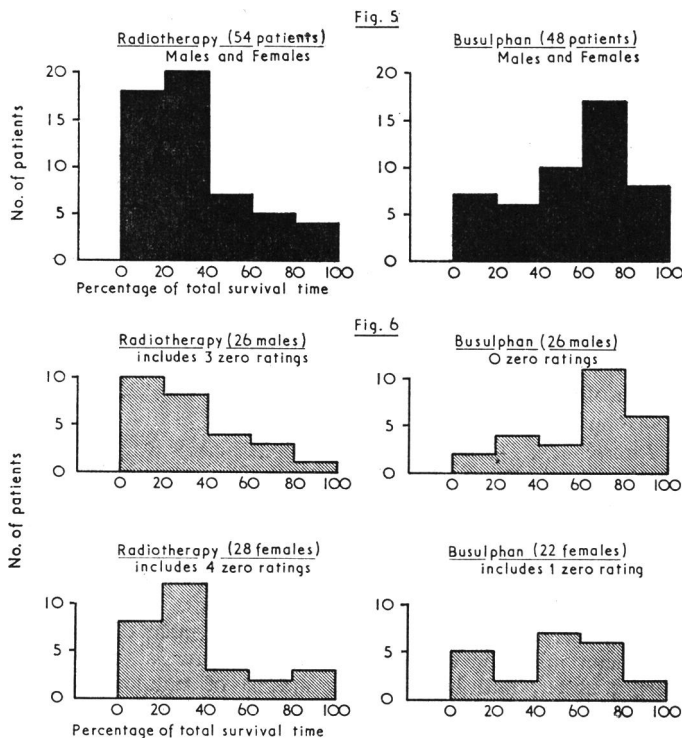 Fig. 5
Radiotherapy (54 patients)
Males and Females
Busulphan (48 patients)
Males and Females
No. of patients
20
15
10
5
0
20
15
10
5
0
0 20 40 60 80 100
Percentage of total survival time
0 20 40 60 80 100
Fig. 6
Radiotherapy (26 males)
includes 3 zero ratings
Busulphan (26 males)
0 zero ratings
No. of patients
10
5
0
10
5
0
0 20 40 60 80 100
0 20 40 60 80 100
Radiotherapy (28 females)
includes 4 zero ratings
Busulphan (22 females)
includes 1 zero rating
10
5
0
10
5
0
0 20 40 60 80 100
Percentage of total survival time
0 20 40 60 80 100